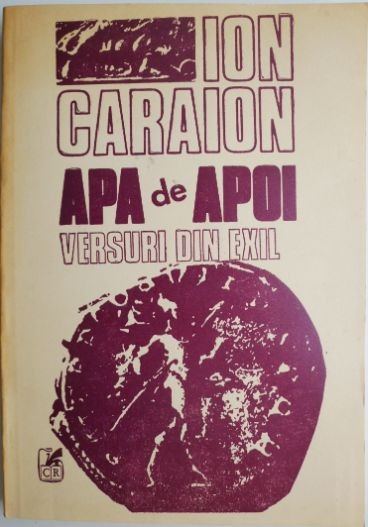 ION
CARAION
APA de APOI
VERSURI DIN EXIL
CR